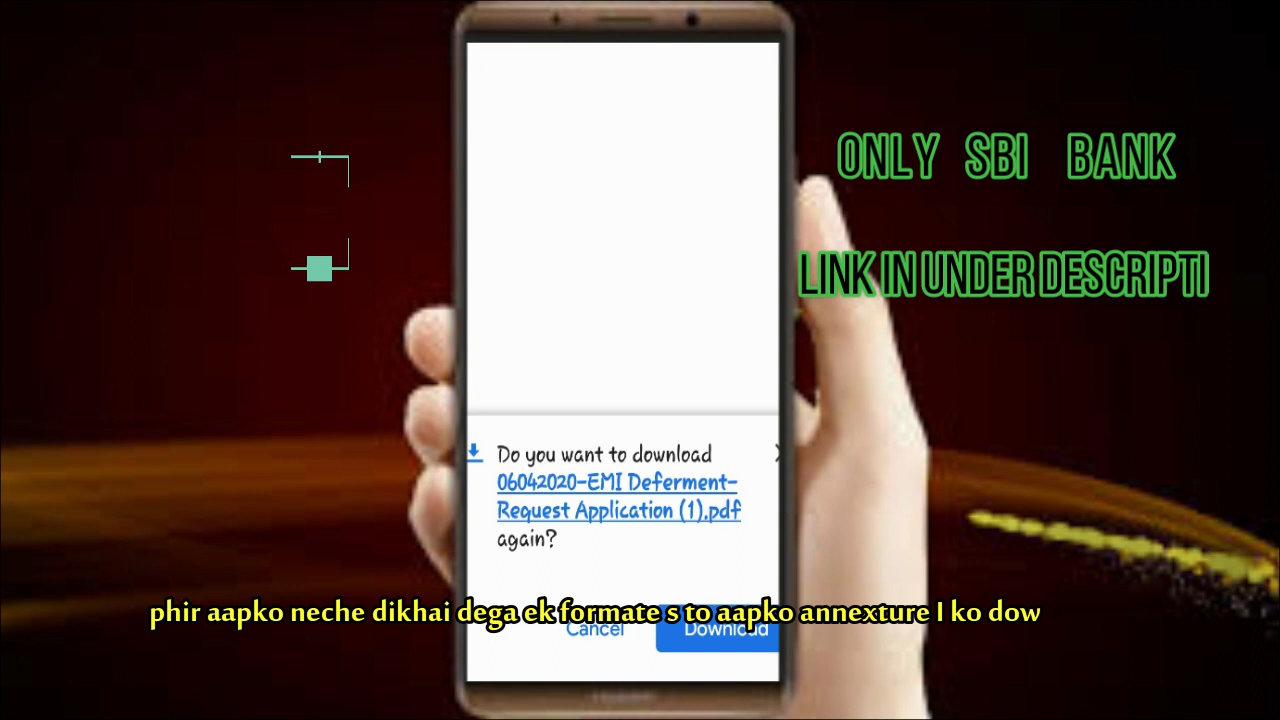 ONLY SBI BANK
LINK IN UNDER DESCRIPTI
Do you want to download
06042020-EMI Deferment-
Request Application (1).pdf
again?
phir aapko neche dikhai dega ek formate s to aapko annexture I ko dow
Cancel
Download